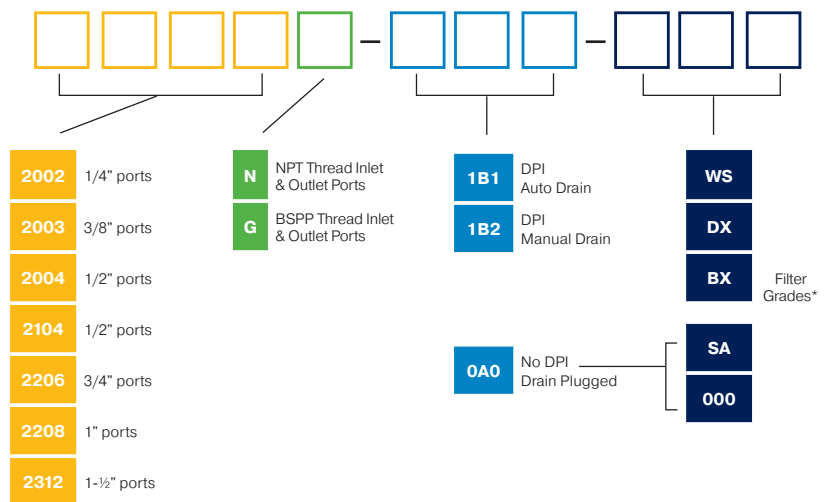 2002 1/4" ports
2003 3/8" ports
2004 1/2" ports
2104 1/2" ports
2206 3/4" ports
2208 1" ports
2312 1-½" ports
N NPT Thread Inlet
& Outlet Ports
G BSPP Thread Inlet
& Outlet Ports
1B1 DPI
Auto Drain
1B2 DPI
Manual Drain
0A0 No DPI
Drain Plugged
WS
DX
BX
Filter
Grades*
SA
000